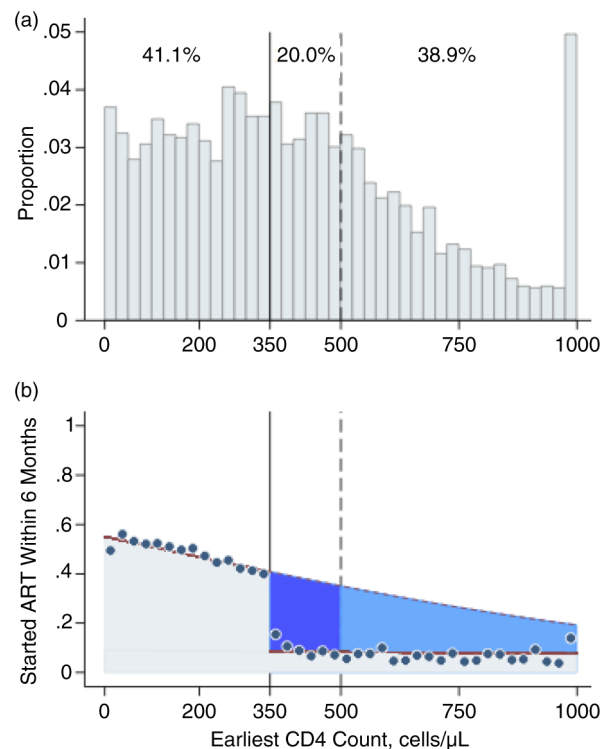 (a)
.05
41.1% 20.0% 38.9%
.04
.03
Proportion
.02
.01
0
0 200 350 500 750 1000
(b)
1
.8
.6
Started ART Within 6 Months
.4
.2
0
0 200 350 500 750 1000
Earliest CD4 Count, cells/μL